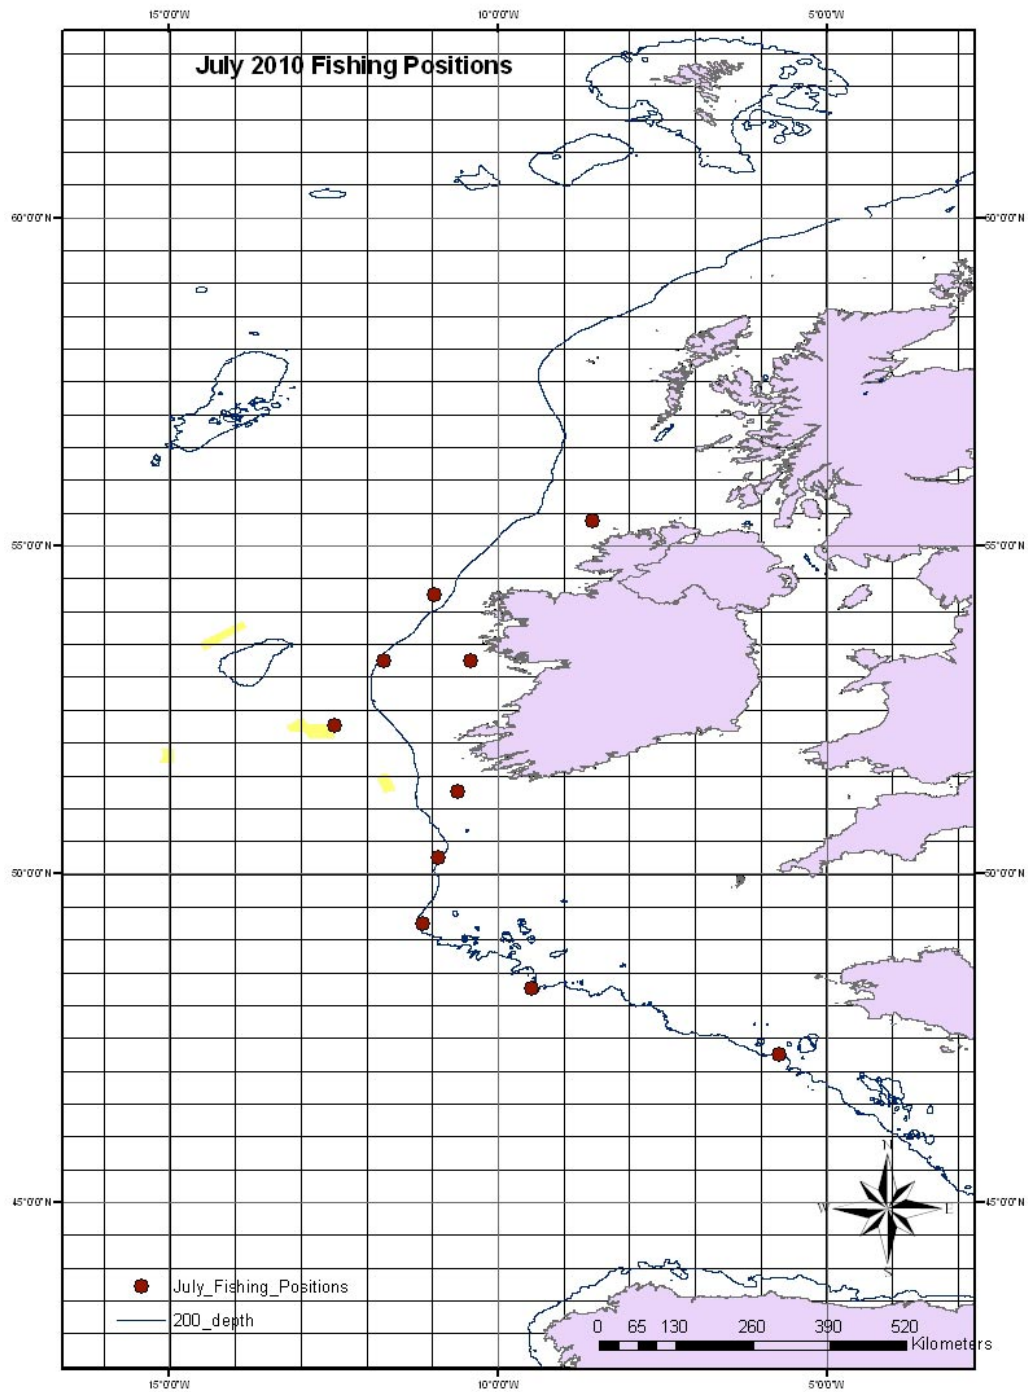 15°0'0"W 10°0'0"W 5°0'0"W
July 2010 Fishing Positions
60°0'0"N 60°0'0"N
55°0'0"N 55°0'0"N
50°0'0"N 50°0'0"N
N
45°0'0"N 45°0'0"N
W E
S
July_Fishing_Positions
200_depth
0 65 130 260 390 520
Kilometers
15°0'0"W 10°0'0"W 5°0'0"W